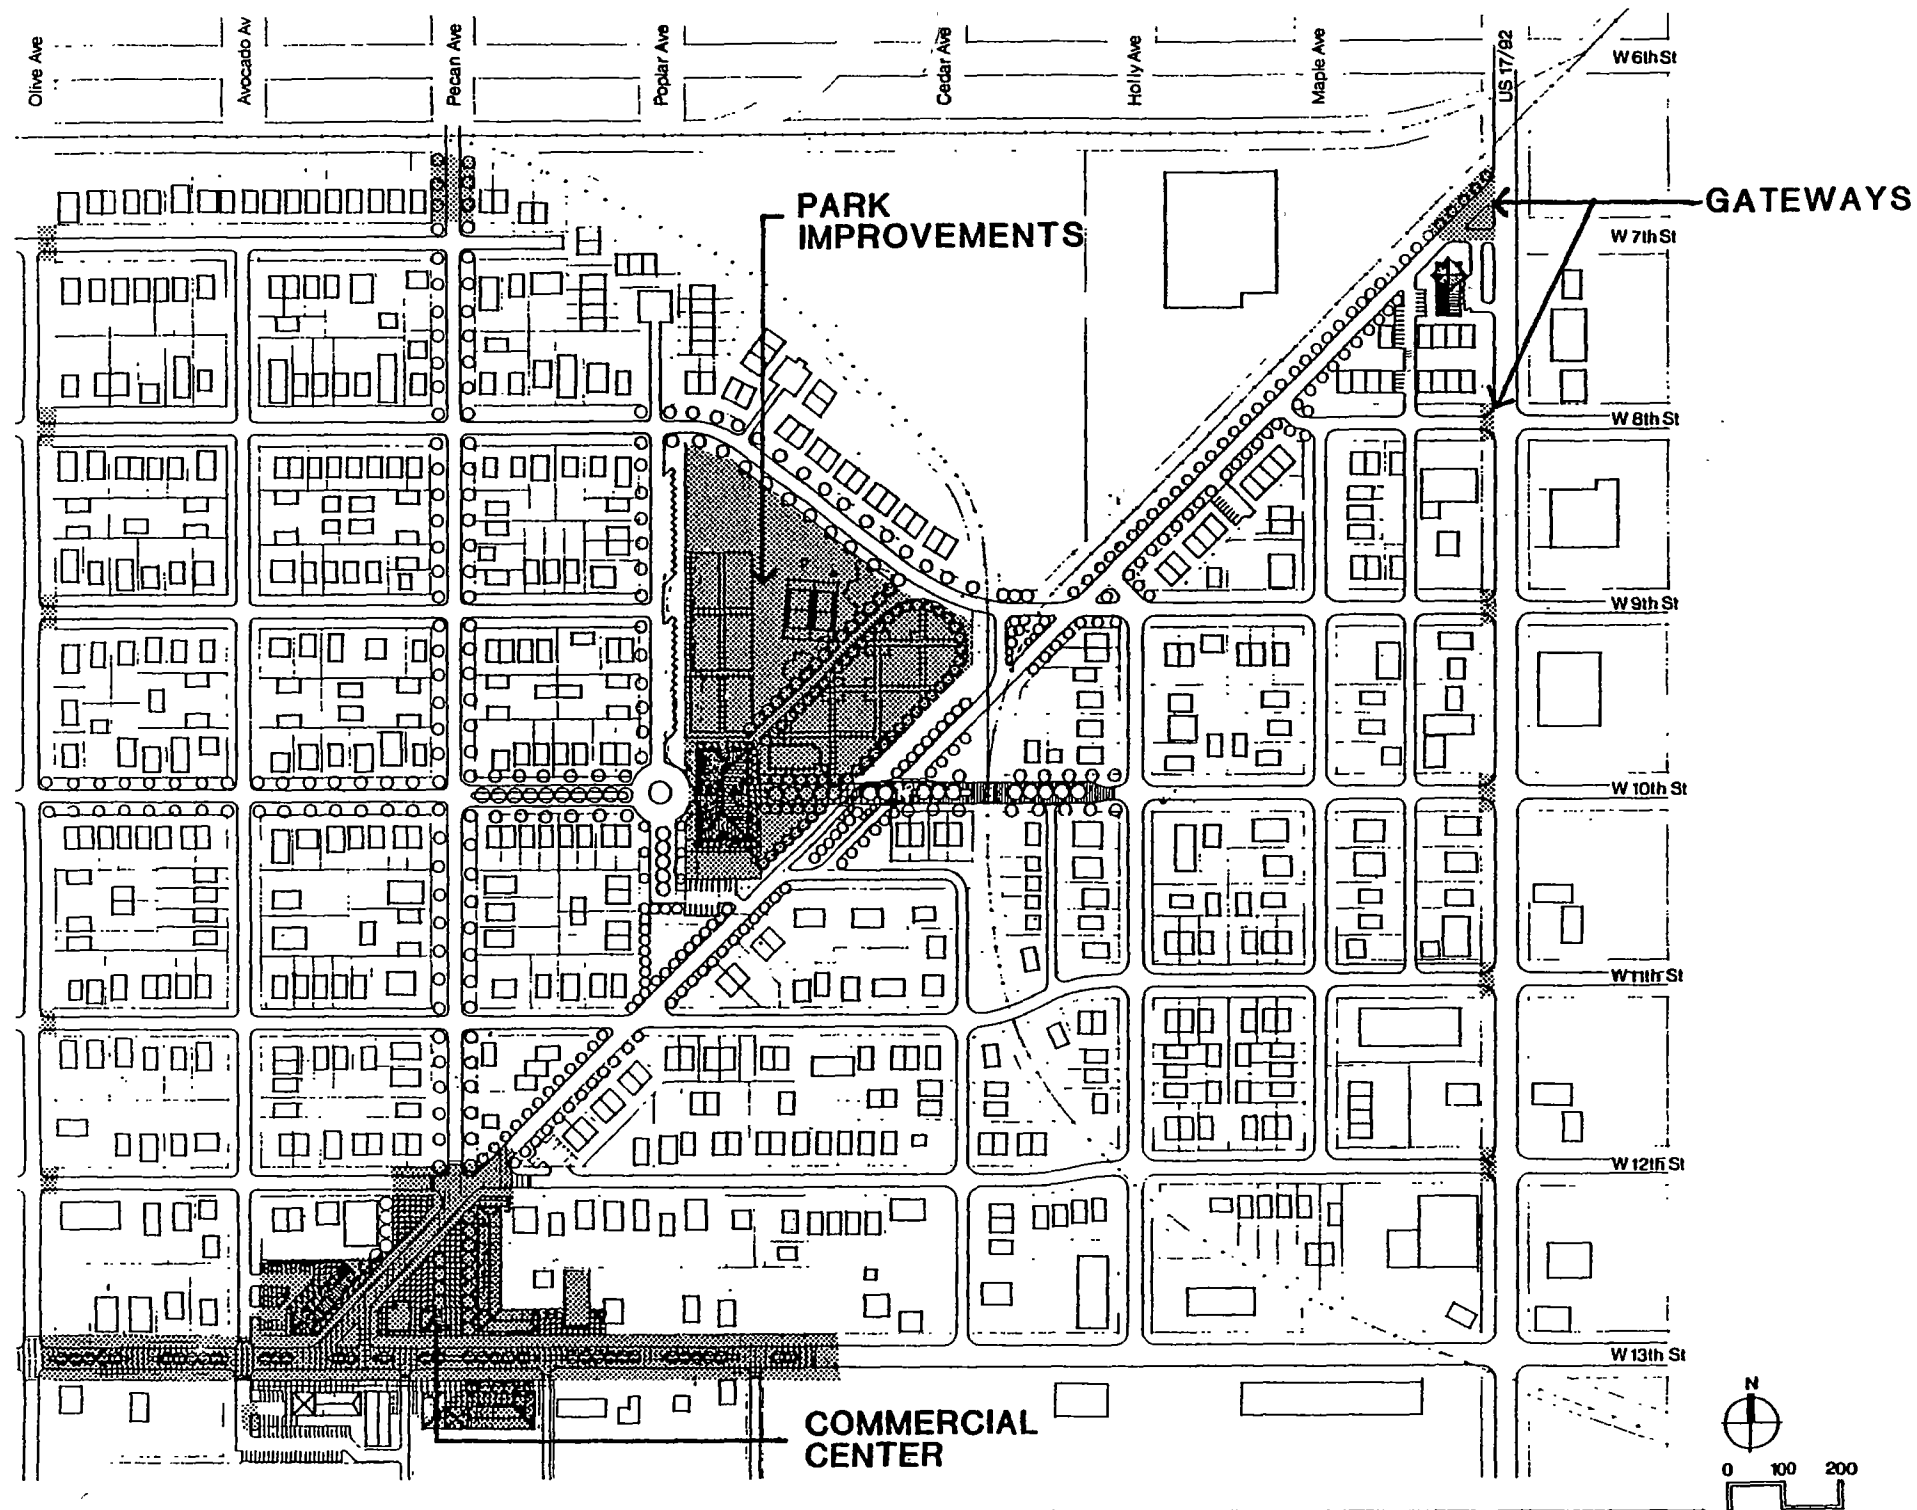 Olive Ave
Avocado Av
Pecan Ave
Poplar Ave
Cedar Ave
Holly Ave
Maple Ave
US 17/92
W 6th St
PARK
IMPROVEMENTS
GATEWAYS
W 7th St
W 8th St
W 9th St
W 10th St
W 11th St
W 12th St
W 13th St
COMMERCIAL
CENTER
N
0 100 200